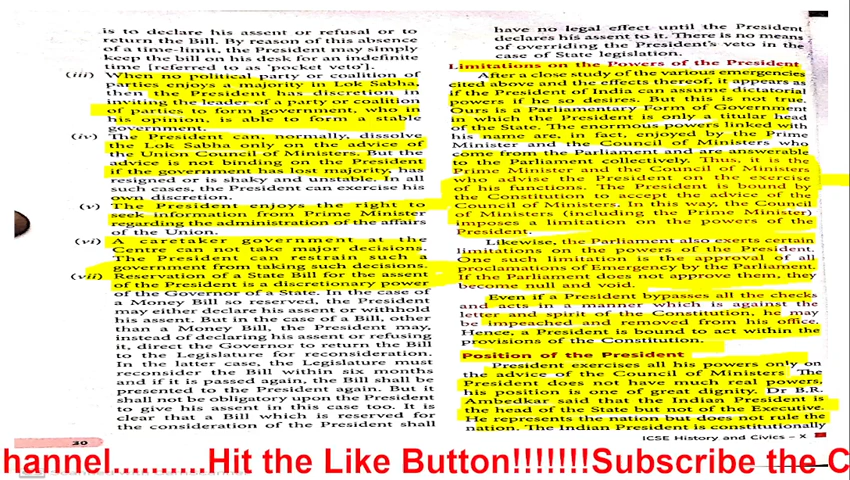 is to declare his assent or refusal or to
return the Bill. By reason of this absence
of a time-limit, the President may simply
keep the bill on his desk for an indefinite
time [referred to as 'pocket veto'].
(iii) When no political party or coalition of
parties enjoys a majority in Lok Sabha,
then the President has discretion in
inviting the leader of a party or coalition
of parties to form government, who in
his opinion, is able to form a stable
government.
(iv) The President can, normally, dissolve
the Lok Sabha only on the advice of
the Union Council of Ministers. But the
advice is not binding on the President
if the government has lost majority, has
resigned or is shaky and unstable. In all
such cases, the President can exercise his
own discretion.
(v) The President enjoys the right to
seek information from Prime Minister
regarding the administration of the affairs
of the Union.
(vi) A caretaker government at the
Centre can not take major decisions.
The President can restrain such a
government from taking such decisions.
(vii) Reservation of a State Bill for the assent
of the President is a discretionary power
of the Governor of a State. In the case of
a Money Bill so reserved, the President
may either declare his assent or withhold
his assent. But in the case of a Bill, other
than a Money Bill, the President may,
instead of declaring his assent or refusing
it, direct the Governor to return the Bill
to the Legislature for reconsideration.
In the latter case, the Legislature must
reconsider the Bill within six months
and if it is passed again, the Bill shall be
presented to the President again. But it
shall not be obligatory upon the President
to give his assent in this case too. It is
clear that a Bill which is reserved for
the consideration of the President shall
30
have no legal effect until the President
declares his assent to it. There is no means
of overriding the President's veto in the
case of State legislation.
Limitations on the Powers of the President
After a close study of the various emergencies
cited above and the effects thereof, it appears as
if the President of India can assume dictatorial
powers if he so desires. But this is not true.
Ours is a Parliamentary Form of Government
in which the President is only a titular head
of the State. The enormous powers linked with
his name are, in fact, enjoyed by the Prime
Minister and the Council of Ministers who
come from the Parliament and are answerable
to the Parliament collectively. Thus, it is the
Prime Minister and the Council of Ministers
who advise the President on the exercise
of his functions. The President is bound by
the Constitution to accept the advice of the
Council of Ministers. In this way, the Council
of Ministers (including the Prime Minister)
imposes a limitation on the powers of the
President.
Likewise, the Parliament also exerts certain
limitations on the powers of the President.
One such limitation is the approval of all
proclamations of Emergency by the Parliament.
If the Parliament does not approve them, they
become null and void.
Even if a President bypasses all the checks
and acts in a manner which is against the
letter and spirit of the Constitution, he may
be impeached and removed from his office.
Hence, a President is bound to act within the
provisions of the Constitution.
Position of the President
President exercises all his powers only on
the advice of the Council of Ministers. The
President does not have much real powers,
his position is one of great dignity. Dr B.R.
Ambedkar said that the Indian President is
the head of the State but not of the Executive.
He represents the nation but does not rule the
nation. The Indian President is constitutionally
ICSE History and Civics – X
hannel..........Hit the Like Button!!!!!!!Subscribe the C